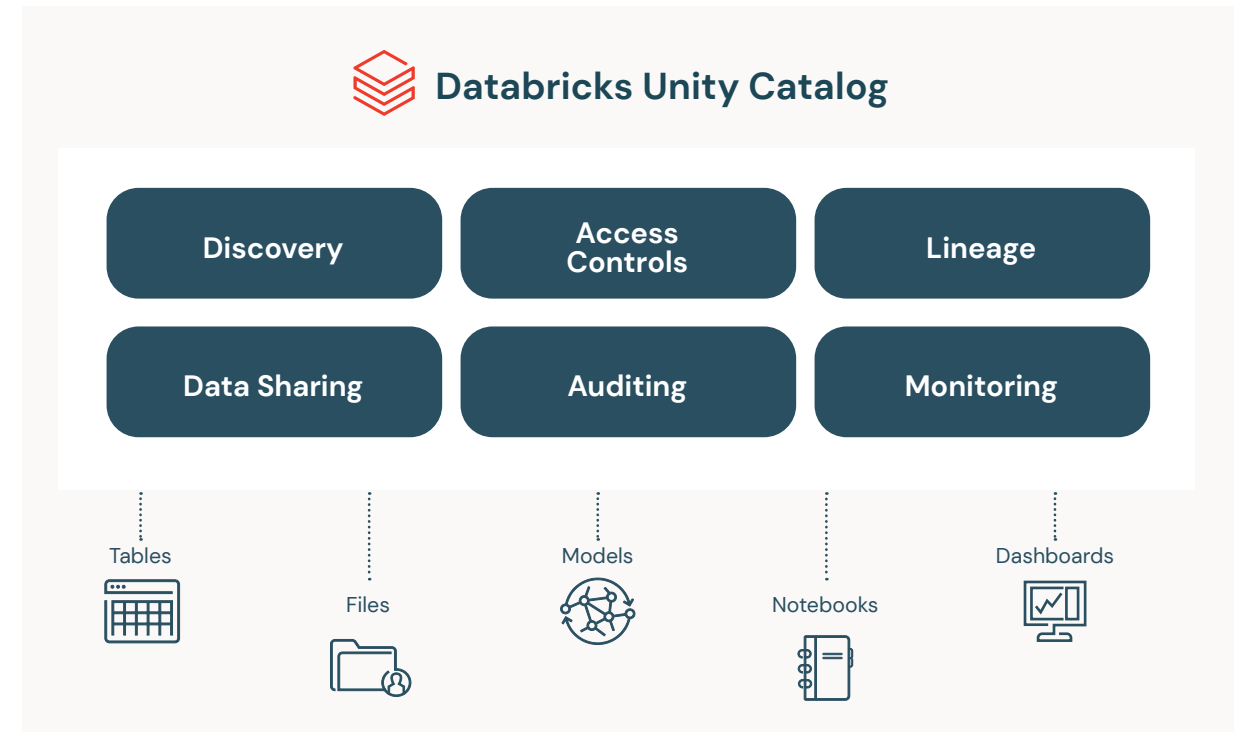 Databricks Unity Catalog
Discovery
Access
Controls
Lineage
Data Sharing
Auditing
Monitoring
Tables
Files
Models
Notebooks
Dashboards